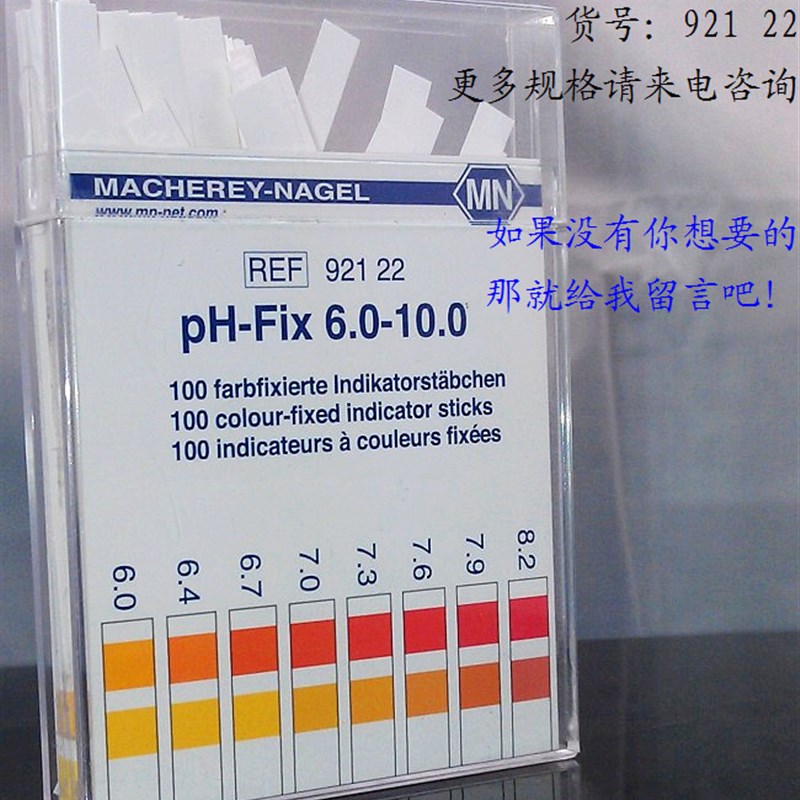 货号: 921 22
更多规格请来电咨询
MACHEREY-NAGEL
MN
www.mn-net.com
如果没有你想要的
那就给我留言吧!
REF 921 22
pH-Fix 6.0-10.0
100 farbfixierte Indikatorstäbchen
100 colour-fixed indicator sticks
100 indicateurs à couleurs fixées
6.0 6.4 6.7 7.0 7.3 7.6 7.9 8.2